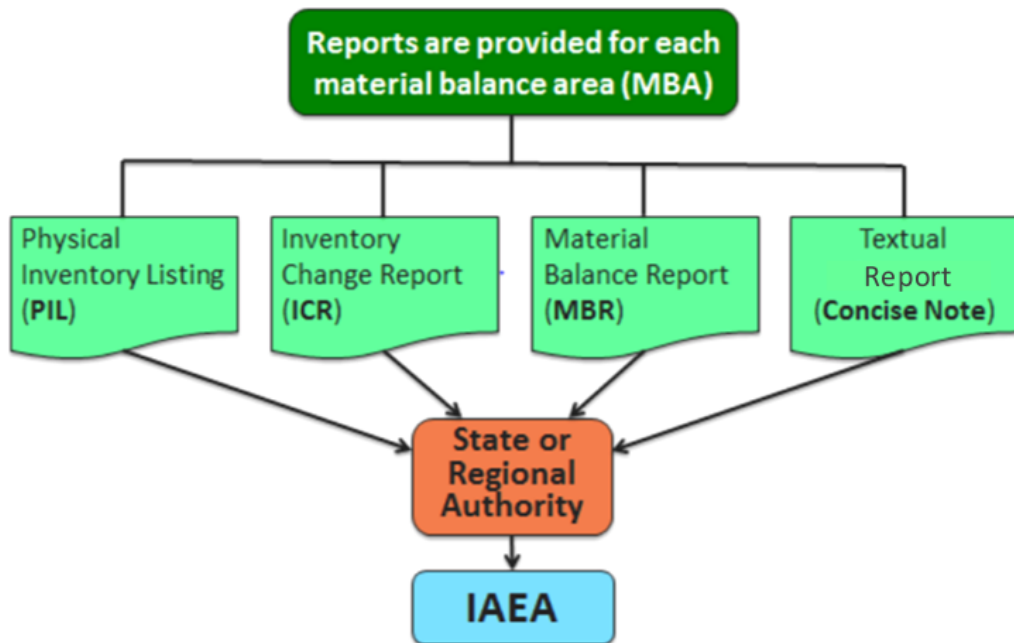 Reports are provided for each
material balance area (MBA)
Physical
Inventory Listing
(PIL)
Inventory
Change Report
(ICR)
Material
Balance Report
(MBR)
Textual
Report
(Concise Note)
State or
Regional
Authority
IAEA